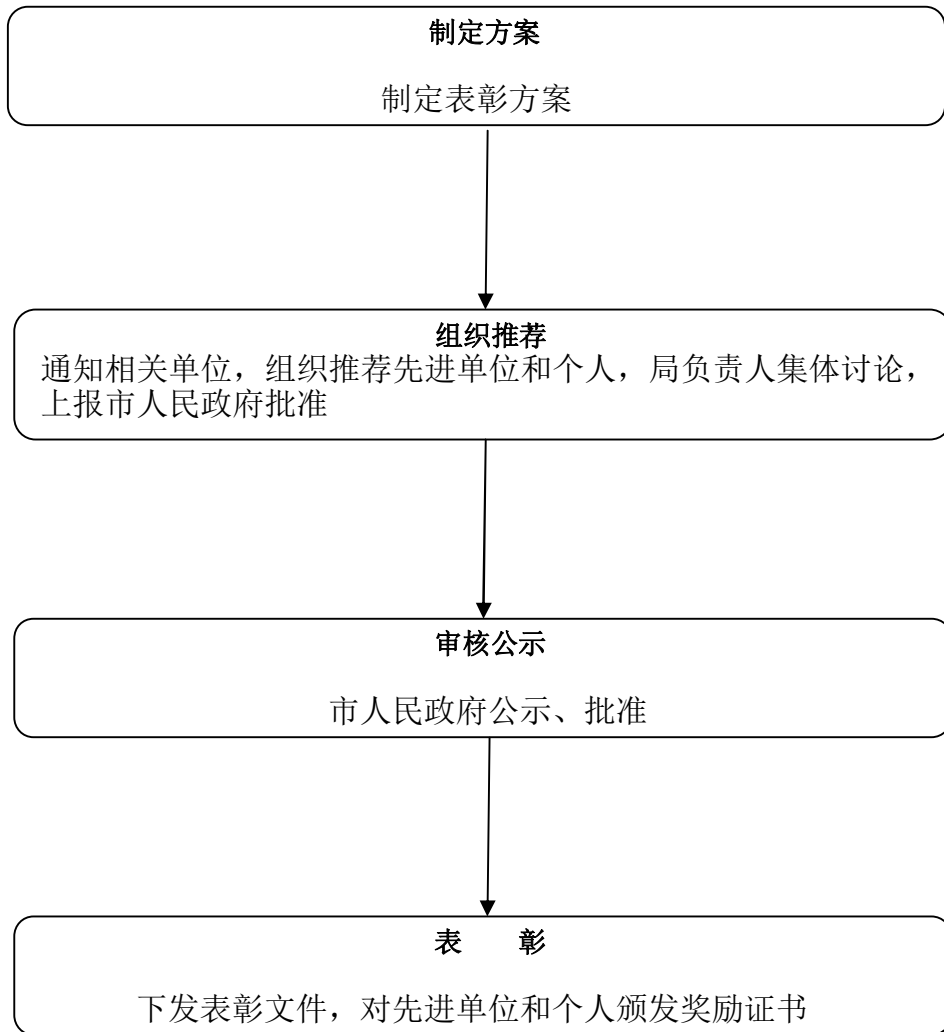 制定方案
制定表彰方案
组织推荐
通知相关单位，组织推荐先进单位和个人，局负责人集体讨论，
上报市人民政府批准
审核公示
市人民政府公示、批准
表　　彰
下发表彰文件，对先进单位和个人颁发奖励证书